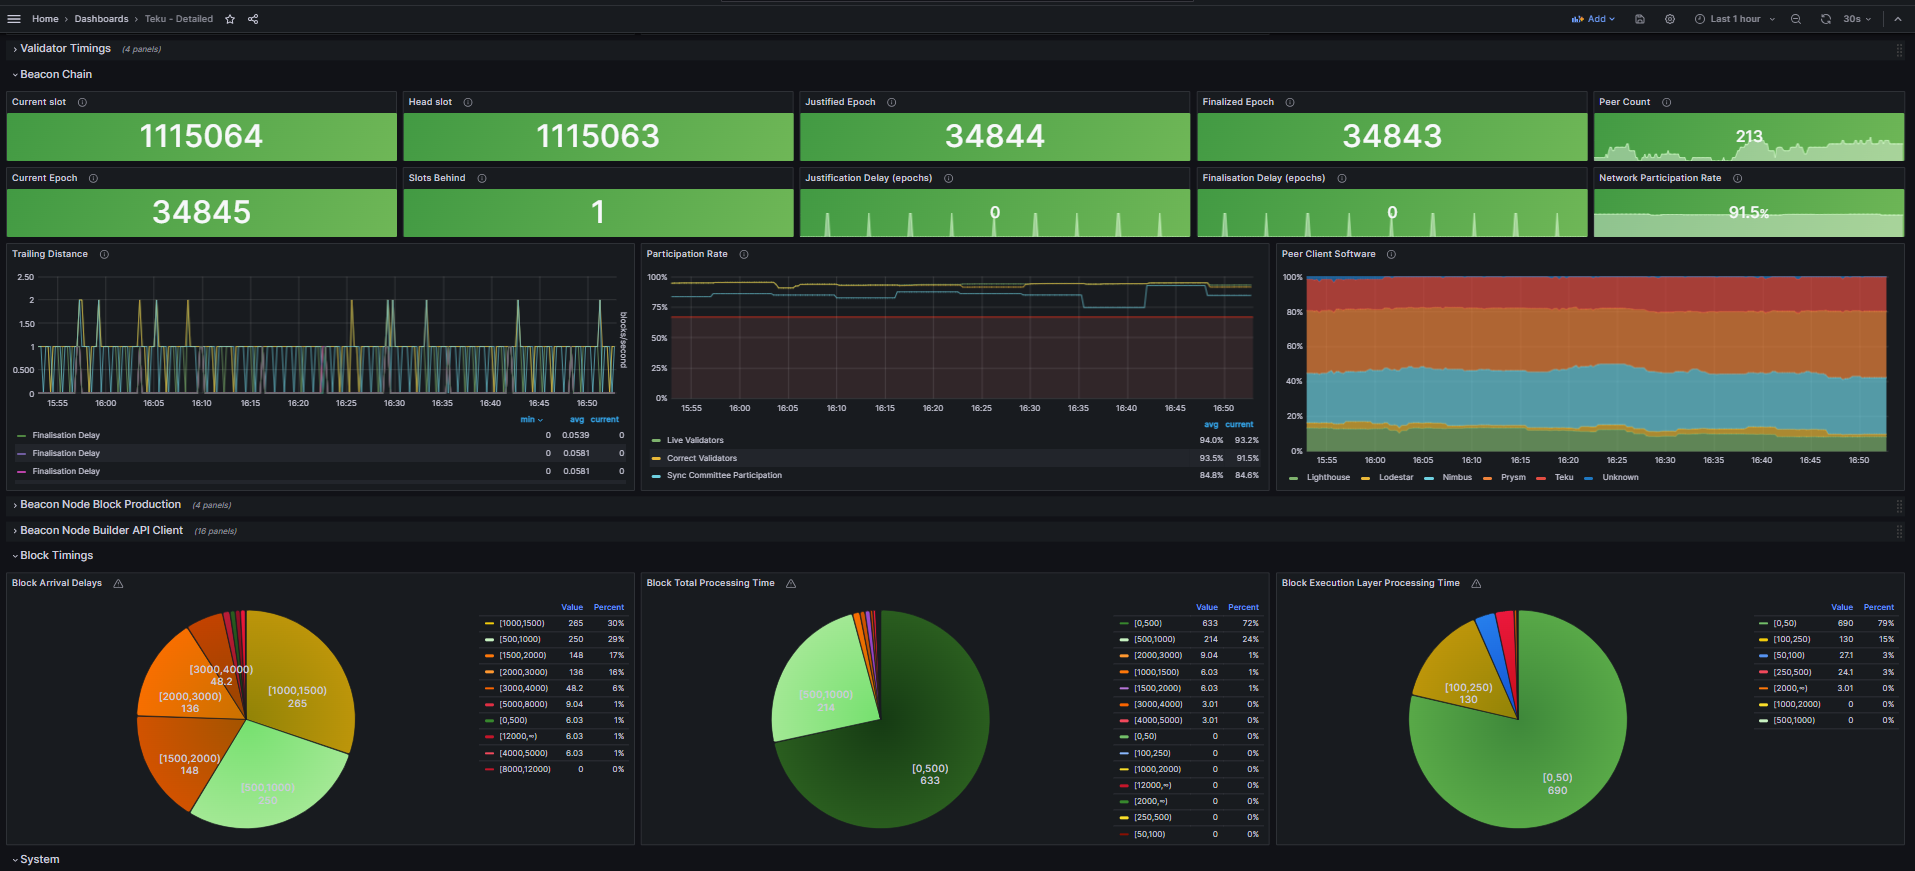 Home › Dashboards › Teku - Detailed
Add
Last 1 hour
30s
Validator Timings (4 panels)
Beacon Chain
Current slot
1115064
Head slot
1115063
Justified Epoch
34844
Finalized Epoch
34843
Peer Count
213
Current Epoch
34845
Slots Behind
1
Justification Delay (epochs)
0
Finalisation Delay (epochs)
0
Network Participation Rate
91.5%
Trailing Distance
2.50
2
1.50
1
0.500
0
15:55 16:00 16:05 16:10 16:15 16:20 16:25 16:30 16:35 16:40 16:45 16:50
blocks/second
min avg current
Finalisation Delay 0 0.0539 0
Finalisation Delay 0 0.0581 0
Finalisation Delay 0 0.0581 0
Participation Rate
100%
75%
50%
25%
0%
15:55 16:00 16:05 16:10 16:15 16:20 16:25 16:30 16:35 16:40 16:45 16:50
avg current
Live Validators 94.0% 93.2%
Correct Validators 93.5% 91.5%
Sync Committee Participation 84.8% 84.6%
Peer Client Software
100%
80%
60%
40%
20%
0%
15:55 16:00 16:05 16:10 16:15 16:20 16:25 16:30 16:35 16:40 16:45 16:50
Lighthouse Lodestar Nimbus Prysm Teku Unknown
Beacon Node Block Production (4 panels)
Beacon Node Builder API Client (16 panels)
Block Timings
Block Arrival Delays
[3000,4000)
48.2
[2000,3000)
136
[1000,1500)
265
[1500,2000)
148
[500,1000)
250
Value Percent
[1000,1500) 265 30%
[500,1000) 250 29%
[1500,2000) 148 17%
[2000,3000) 136 16%
[3000,4000) 48.2 6%
[5000,8000) 9.04 1%
[0,500) 6.03 1%
[12000,∞) 6.03 1%
[4000,5000) 6.03 1%
[8000,12000) 0 0%
Block Total Processing Time
[500,1000)
214
[0,500)
633
Value Percent
[0,500) 633 72%
[500,1000) 214 24%
[2000,3000) 9.04 1%
[1000,1500) 6.03 1%
[1500,2000) 6.03 1%
[3000,4000) 3.01 0%
[4000,5000) 3.01 0%
[0,50) 0 0%
[100,250) 0 0%
[1000,2000) 0 0%
[12000,∞) 0 0%
[2000,∞) 0 0%
[250,500) 0 0%
[50,100) 0 0%
Block Execution Layer Processing Time
[100,250)
130
[0,50)
690
Value Percent
[0,50) 690 79%
[100,250) 130 15%
[50,100) 27.1 3%
[250,500) 24.1 3%
[2000,∞) 3.01 0%
[1000,2000) 0 0%
[500,1000) 0 0%
System